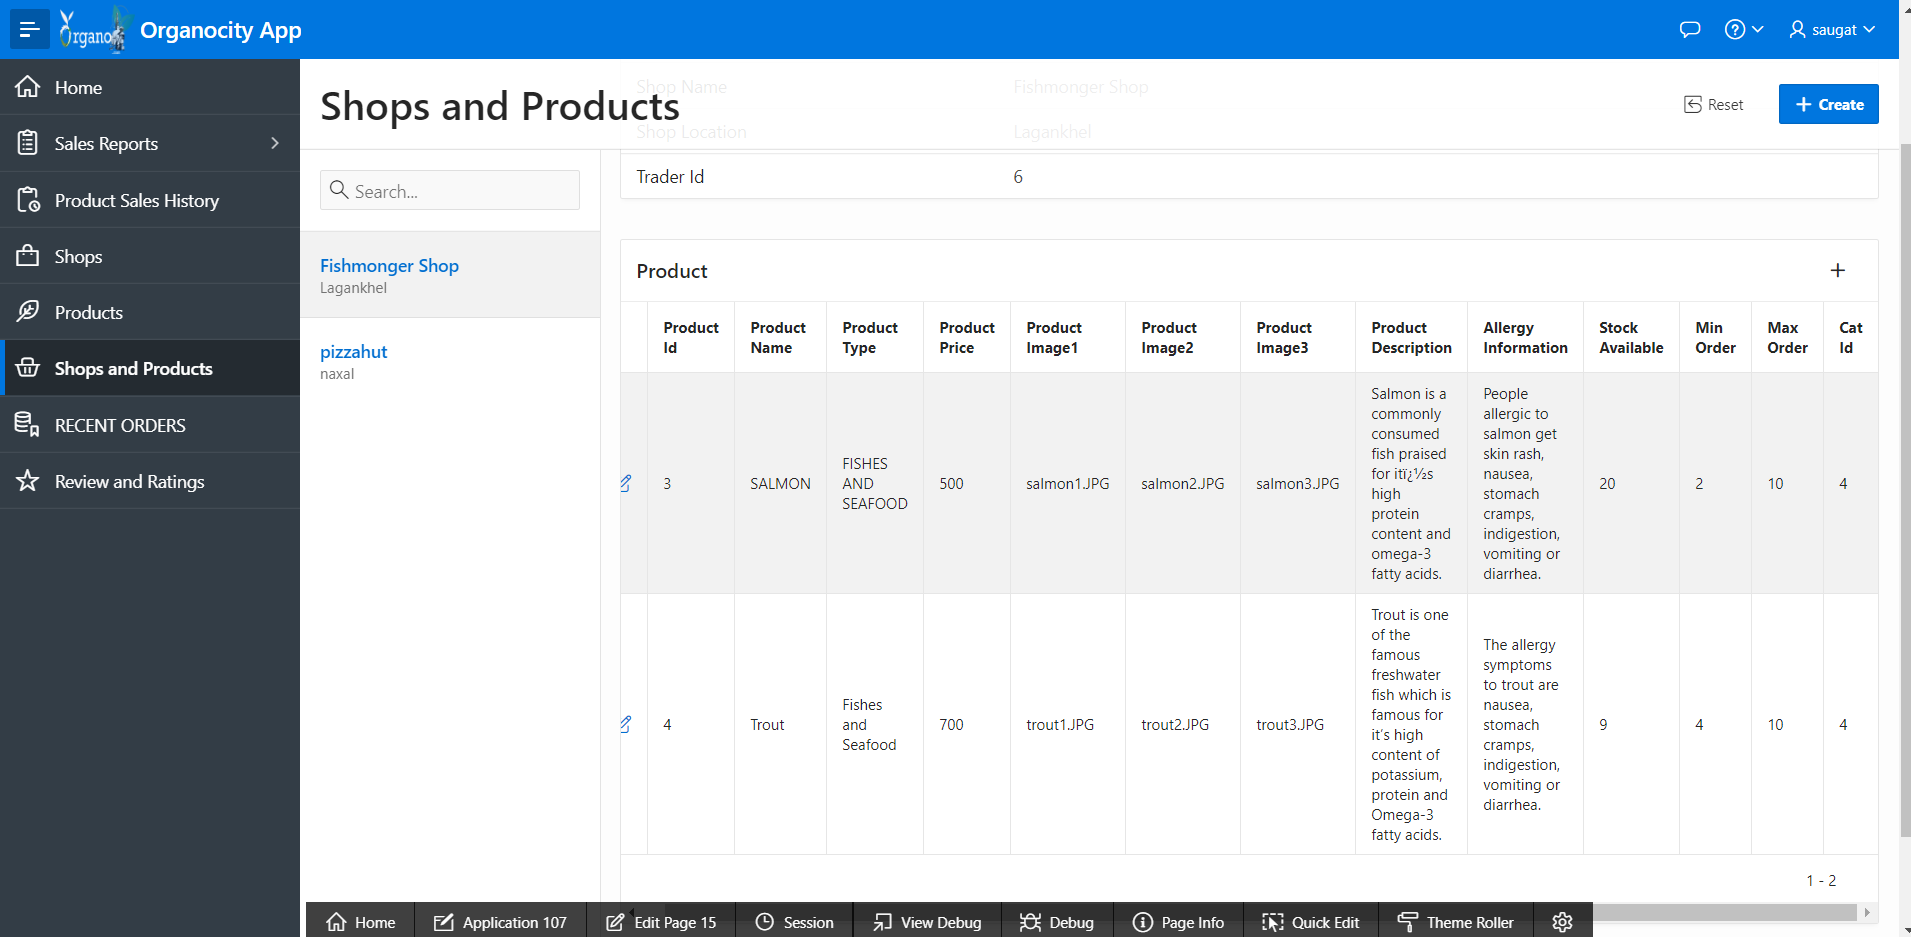 Organo
Organocity App
saugat
Home
Sales Reports
Product Sales History
Shops
Products
Shops and Products
RECENT ORDERS
Review and Ratings
Shops and Products
Reset
Create
Search...
Fishmonger Shop
Lagankhel
pizzahut
naxal
Shop Name Fishmonger Shop
Shop Location Lagankhel
Trader Id 6
Product
Product Id
Product Name
Product Type
Product Price
Product Image1
Product Image2
Product Image3
Product Description
Allergy Information
Stock Available
Min Order
Max Order
Cat Id
3
SALMON
FISHES
AND
SEAFOOD
500
salmon1.JPG
salmon2.JPG
salmon3.JPG
Salmon is a
commonly
consumed
fish praised
for itï¿½s
high
protein
content and
omega-3
fatty acids.
People
allergic to
salmon get
skin rash,
nausea,
stomach
cramps,
indigestion,
vomiting or
diarrhea.
20
2
10
4
4
Trout
Fishes
and
Seafood
700
trout1.JPG
trout2.JPG
trout3.JPG
Trout is one
of the
famous
freshwater
fish which is
famous for
it's high
content of
potassium,
protein and
Omega-3
fatty acids.
The allergy
symptoms
to trout are
nausea,
stomach
cramps,
indigestion,
vomiting or
diarrhea.
9
4
10
4
1 - 2
Home
Application 107
Edit Page 15
Session
View Debug
Debug
Page Info
Quick Edit
Theme Roller